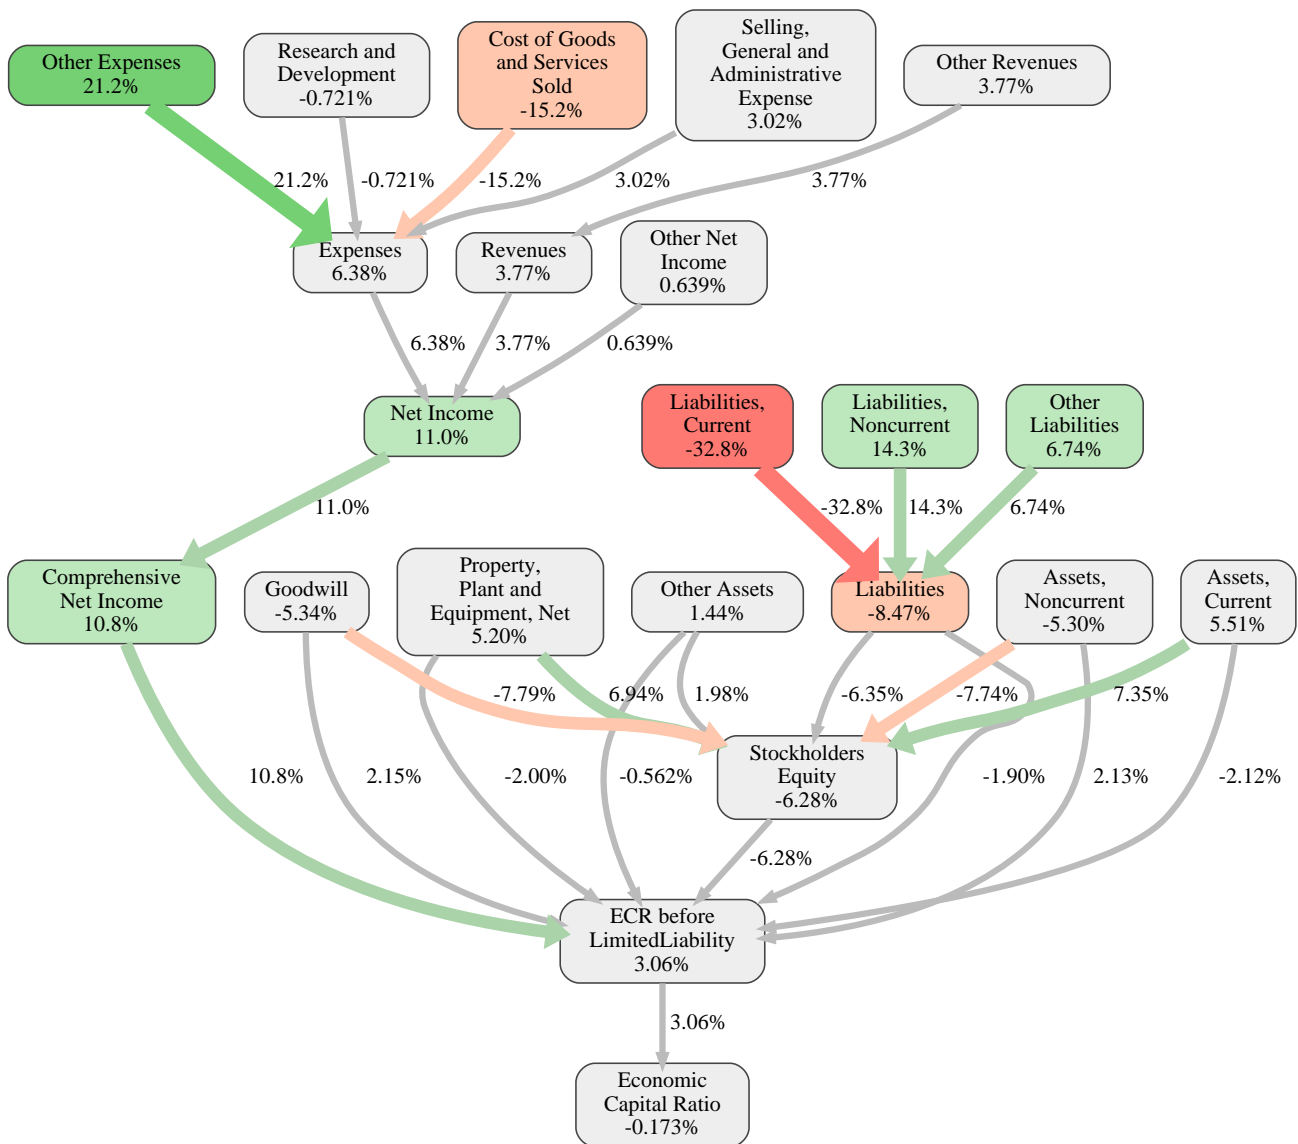 Other Expenses
21.2%
Research and
Development
-0.721%
Cost of Goods
and Services
Sold
-15.2%
Selling,
General and
Administrative
Expense
3.02%
Other Revenues
3.77%
21.2%
-0.721%
-15.2%
3.02%
3.77%
Expenses
6.38%
Revenues
3.77%
Other Net
Income
0.639%
6.38%
3.77%
0.639%
Net Income
11.0%
Liabilities,
Current
-32.8%
Liabilities,
Noncurrent
14.3%
Other
Liabilities
6.74%
11.0%
-32.8%
14.3%
6.74%
Comprehensive
Net Income
10.8%
Goodwill
-5.34%
Property,
Plant and
Equipment, Net
5.20%
Other Assets
1.44%
Liabilities
-8.47%
Assets,
Noncurrent
-5.30%
Assets,
Current
5.51%
-7.79%
6.94%
1.98%
-6.35%
-7.74%
7.35%
Stockholders
Equity
-6.28%
10.8%
2.15%
-2.00%
-0.562%
-1.90%
2.13%
-2.12%
-6.28%
ECR before
LimitedLiability
3.06%
3.06%
Economic
Capital Ratio
-0.173%